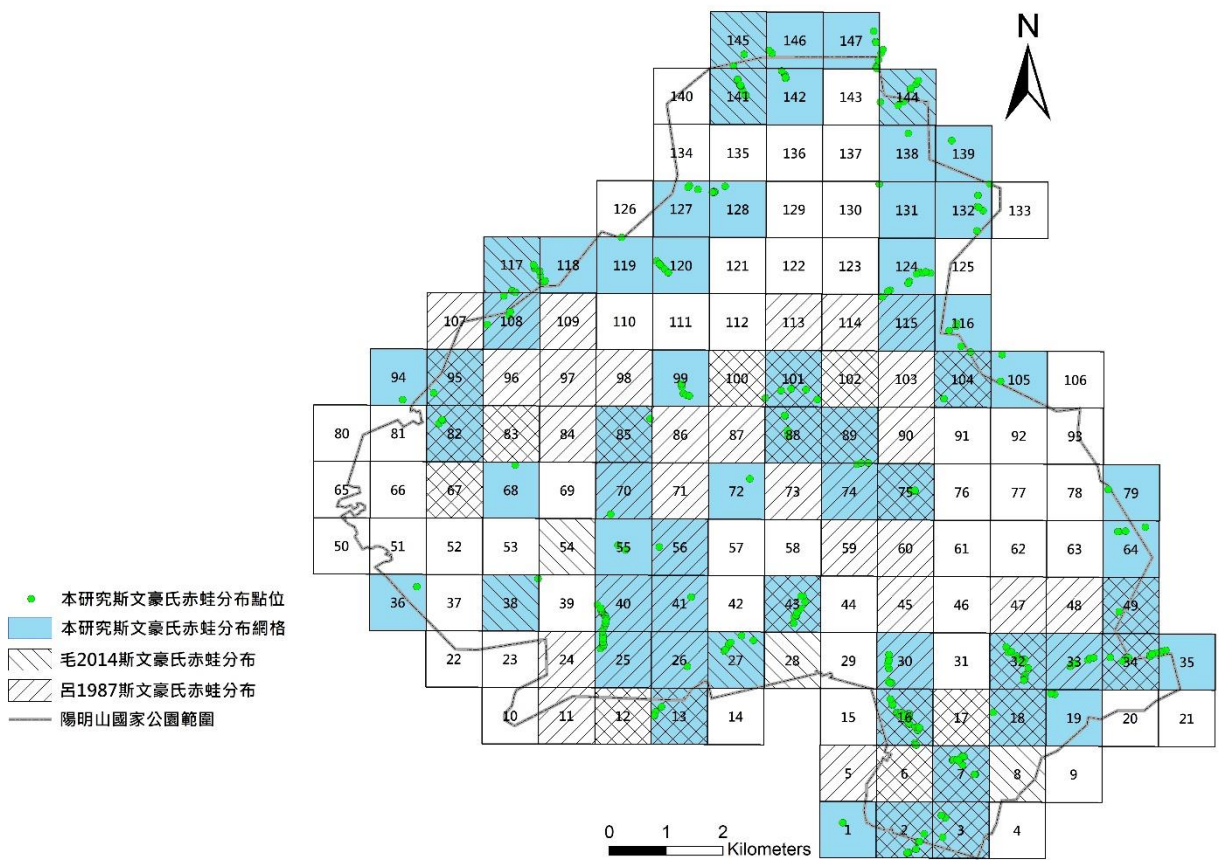 145 146 147
N
140 141 142 143 144
134 135 136 137 138 139
126 127 128 129 130 131 132 133
117 118 119 120 121 122 123 124 125
107 108 109 110 111 112 113 114 115 116
94 95 96 97 98 99 100 101 102 103 104 105 106
80 81 82 83 84 85 86 87 88 89 90 91 92 93
65 66 67 68 69 70 71 72 73 74 75 76 77 78 79
50 51 52 53 54 55 56 57 58 59 60 61 62 63 64
36 37 38 39 40 41 42 43 44 45 46 47 48 49
22 23 24 25 26 27 28 29 30 31 32 33 34 35
10 11 12 13 14 15 16 17 18 19 20 21
5 6 7 8 9
1 2 3 4
本研究斯文豪氏赤蛙分布點位
本研究斯文豪氏赤蛙分布網格
毛2014斯文豪氏赤蛙分布
呂1987斯文豪氏赤蛙分布
陽明山國家公園範圍
0 1 2
Kilometers